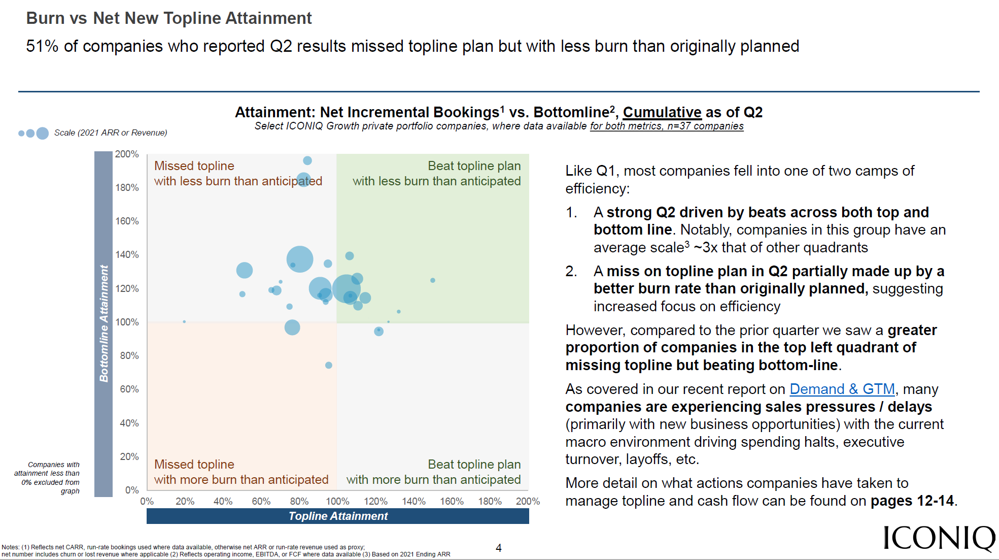 Burn vs Net New Topline Attainment
51% of companies who reported Q2 results missed topline plan but with less burn than originally planned
Attainment: Net Incremental Bookings¹ vs. Bottomline², Cumulative as of Q2
Select ICONIQ Growth private portfolio companies, where data available for both metrics, n=37 companies
Scale (2021 ARR or Revenue)
Bottomline Attainment
200%
180%
160%
140%
120%
100%
80%
60%
40%
20%
0%
Missed topline
with less burn than anticipated
Beat topline plan
with less burn than anticipated
Missed topline
with more burn than anticipated
Beat topline plan
with more burn than anticipated
0% 20% 40% 60% 80% 100% 120% 140% 160% 180% 200%
Topline Attainment
Companies with
attainment less than
0% excluded from
graph
Like Q1, most companies fell into one of two camps of
efficiency:
1. A strong Q2 driven by beats across both top and
bottom line. Notably, companies in this group have an
average scale³ ~3x that of other quadrants
2. A miss on topline plan in Q2 partially made up by a
better burn rate than originally planned, suggesting
increased focus on efficiency
However, compared to the prior quarter we saw a greater
proportion of companies in the top left quadrant of
missing topline but beating bottom-line.
As covered in our recent report on Demand & GTM, many
companies are experiencing sales pressures / delays
(primarily with new business opportunities) with the current
macro environment driving spending halts, executive
turnover, layoffs, etc.
More detail on what actions companies have taken to
manage topline and cash flow can be found on pages 12-14.
ICONIQ
Notes: (1) Reflects net CARR, run-rate bookings used where data available, otherwise net ARR or run-rate revenue used as proxy;
net number includes churn or lost revenue where applicable (2) Reflects operating income, EBITDA, or FCF where data available (3) Based on 2021 Ending ARR
4